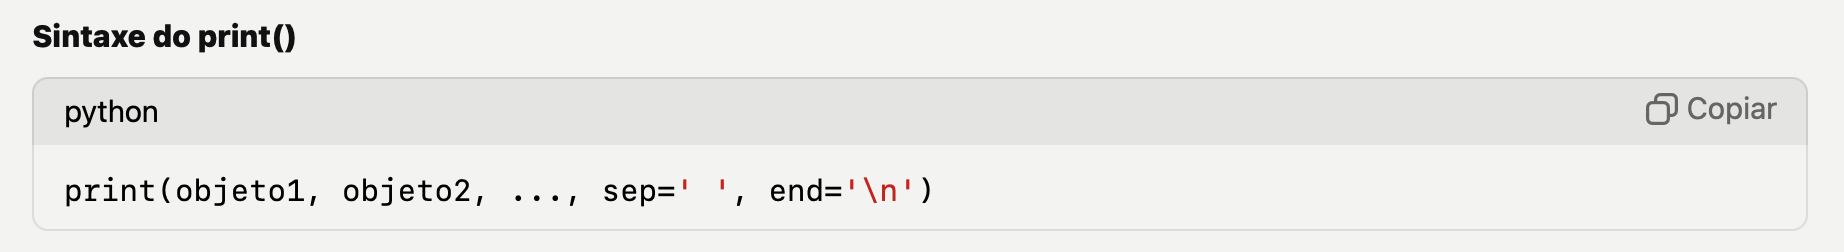 Sintaxe do print()
python
Copiar
print(objeto1, objeto2, ..., sep=' ', end='\n')